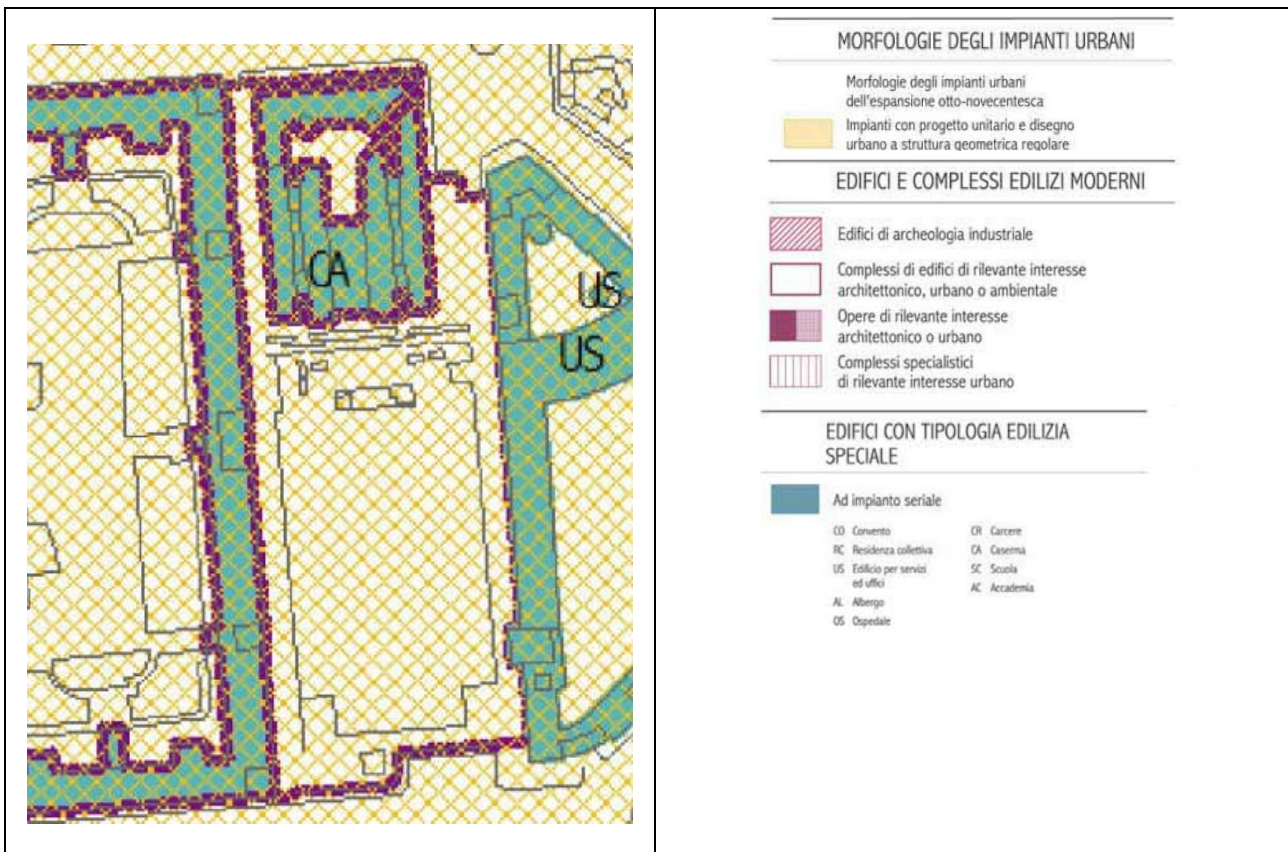 CA
US
US
MORFOLOGIE DEGLI IMPIANTI URBANI
Morfologie degli impianti urbani
dell'espansione otto-novecentesca
Impianti con progetto unitario e disegno
urbano a struttura geometrica regolare
EDIFICI E COMPLESSI EDILIZI MODERNI
Edifici di archeologia industriale
Complessi di edifici di rilevante interesse
architettonico, urbano o ambientale
Opere di rilevante interesse
architettonico o urbano
Complessi specialistici
di rilevante interesse urbano
EDIFICI CON TIPOLOGIA EDILIZIA
SPECIALE
Ad impianto seriale
CO Convento
RC Residenza collettiva
US Edificio per servizi
ed uffici
AL Albergo
OS Ospedale
CR Carcere
CA Caserma
SC Scuola
AC Accademia